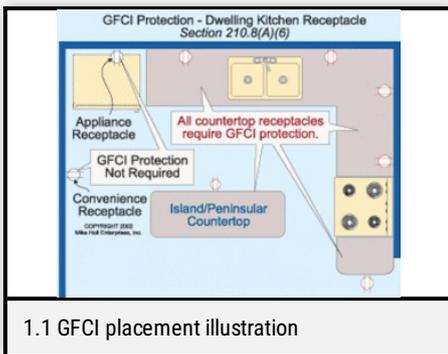 GFCI Protection - Dwelling Kitchen Receptacle
Section 210.8(A)(6)
Appliance
Receptacle
All countertop receptacles
require GFCI protection.
GFCI Protection
Not Required
Convenience
Receptacle
COPYRIGHT 2002
Mike Holt Enterprises, Inc.
Island/Peninsular
Countertop
1.1 GFCI placement illustration